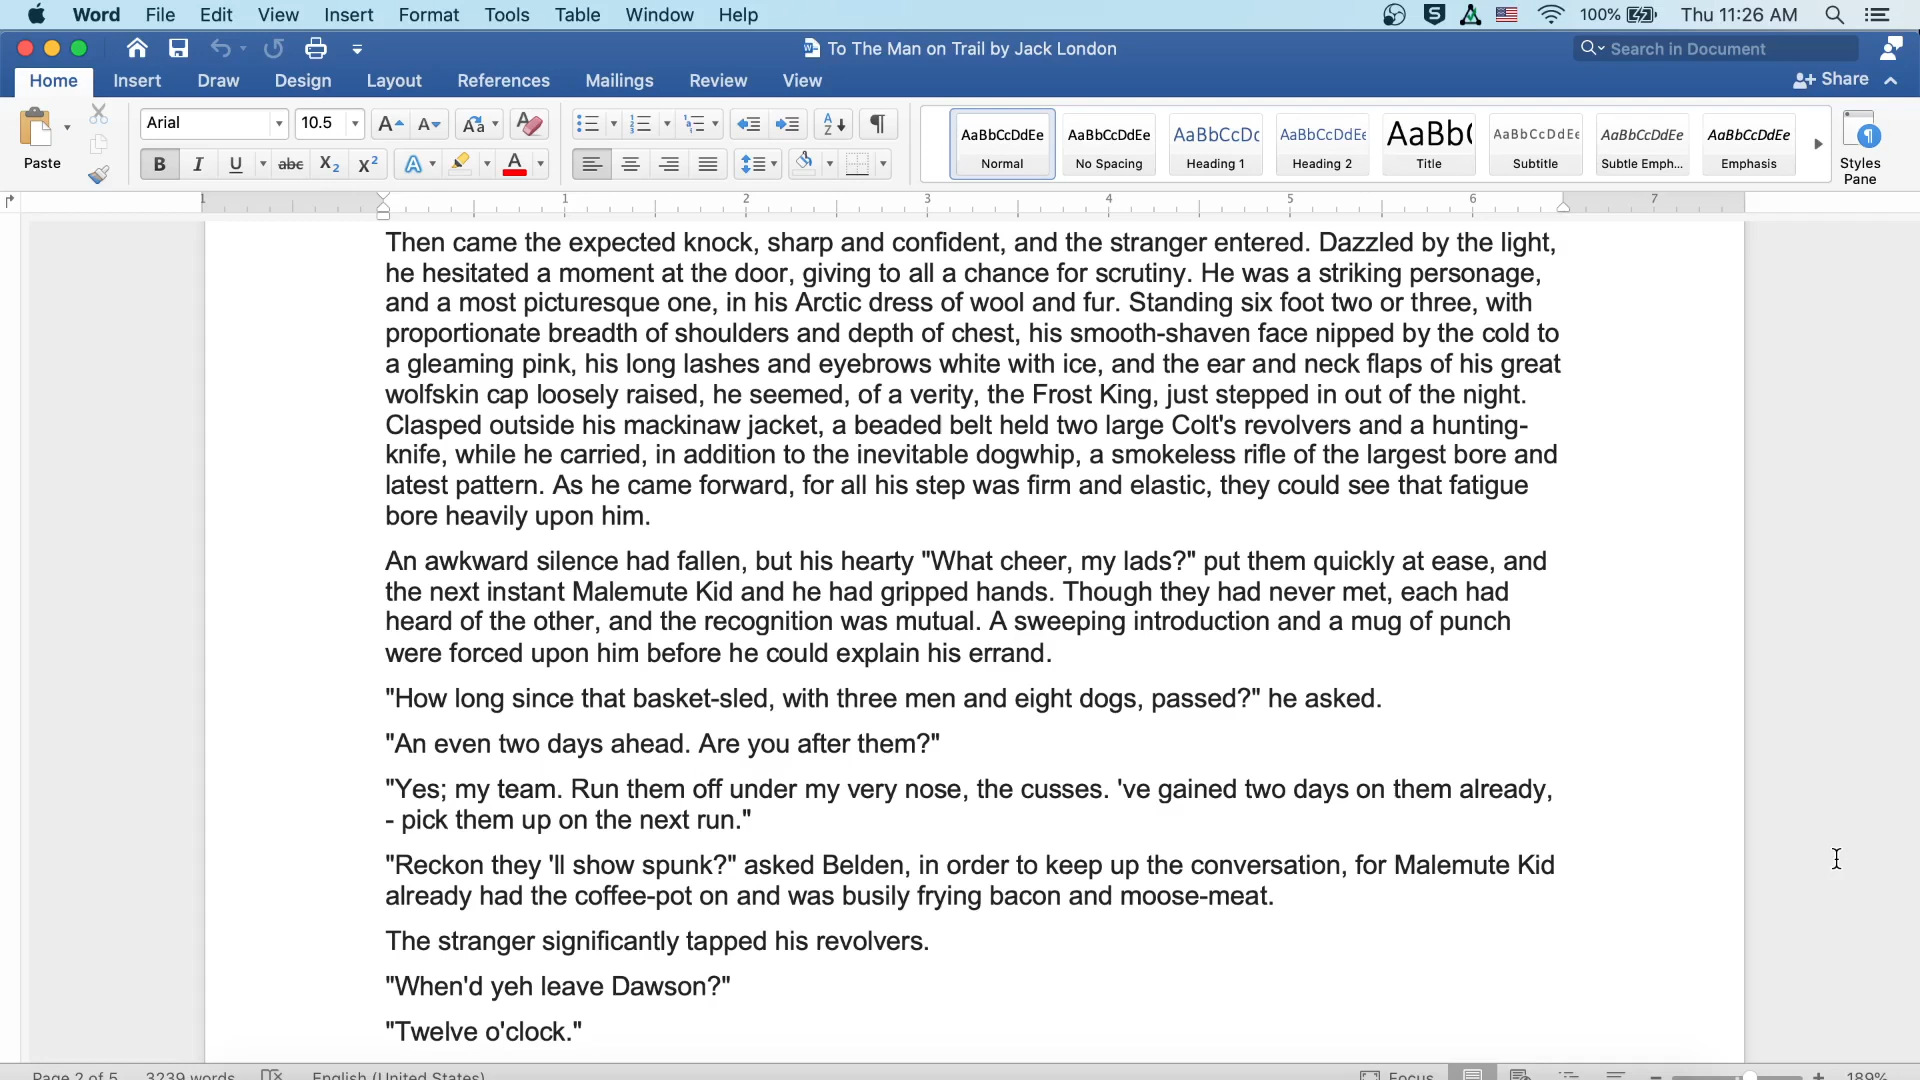 Word File Edit View Insert Format Tools Table Window Help 100% Thu 11:26 AM
To The Man on Trail by Jack London Search in Document
Home Insert Draw Design Layout References Mailings Review View Share
Arial 10.5 AaBbCcDdEe AaBbCcDdEe AaBbCcDc AaBbCcDdEe AaBb( AaBbCcDdEe AaBbCcDdEe AaBbCcDdEe
Paste B I U abc X₂ X² A A Normal No Spacing Heading 1 Heading 2 Title Subtitle Subtle Emph... Emphasis Styles Pane
1 1 2 3 4 5 6 7
Then came the expected knock, sharp and confident, and the stranger entered. Dazzled by the light,
he hesitated a moment at the door, giving to all a chance for scrutiny. He was a striking personage,
and a most picturesque one, in his Arctic dress of wool and fur. Standing six foot two or three, with
proportionate breadth of shoulders and depth of chest, his smooth-shaven face nipped by the cold to
a gleaming pink, his long lashes and eyebrows white with ice, and the ear and neck flaps of his great
wolfskin cap loosely raised, he seemed, of a verity, the Frost King, just stepped in out of the night.
Clasped outside his mackinaw jacket, a beaded belt held two large Colt's revolvers and a hunting-
knife, while he carried, in addition to the inevitable dogwhip, a smokeless rifle of the largest bore and
latest pattern. As he came forward, for all his step was firm and elastic, they could see that fatigue
bore heavily upon him.
An awkward silence had fallen, but his hearty "What cheer, my lads?" put them quickly at ease, and
the next instant Malemute Kid and he had gripped hands. Though they had never met, each had
heard of the other, and the recognition was mutual. A sweeping introduction and a mug of punch
were forced upon him before he could explain his errand.
"How long since that basket-sled, with three men and eight dogs, passed?" he asked.
"An even two days ahead. Are you after them?"
"Yes; my team. Run them off under my very nose, the cusses. 've gained two days on them already,
- pick them up on the next run."
"Reckon they 'll show spunk?" asked Belden, in order to keep up the conversation, for Malemute Kid
already had the coffee-pot on and was busily frying bacon and moose-meat.
The stranger significantly tapped his revolvers.
"When'd yeh leave Dawson?"
"Twelve o'clock."
Page 2 of 5 3239 words English (United States) Focus 189%